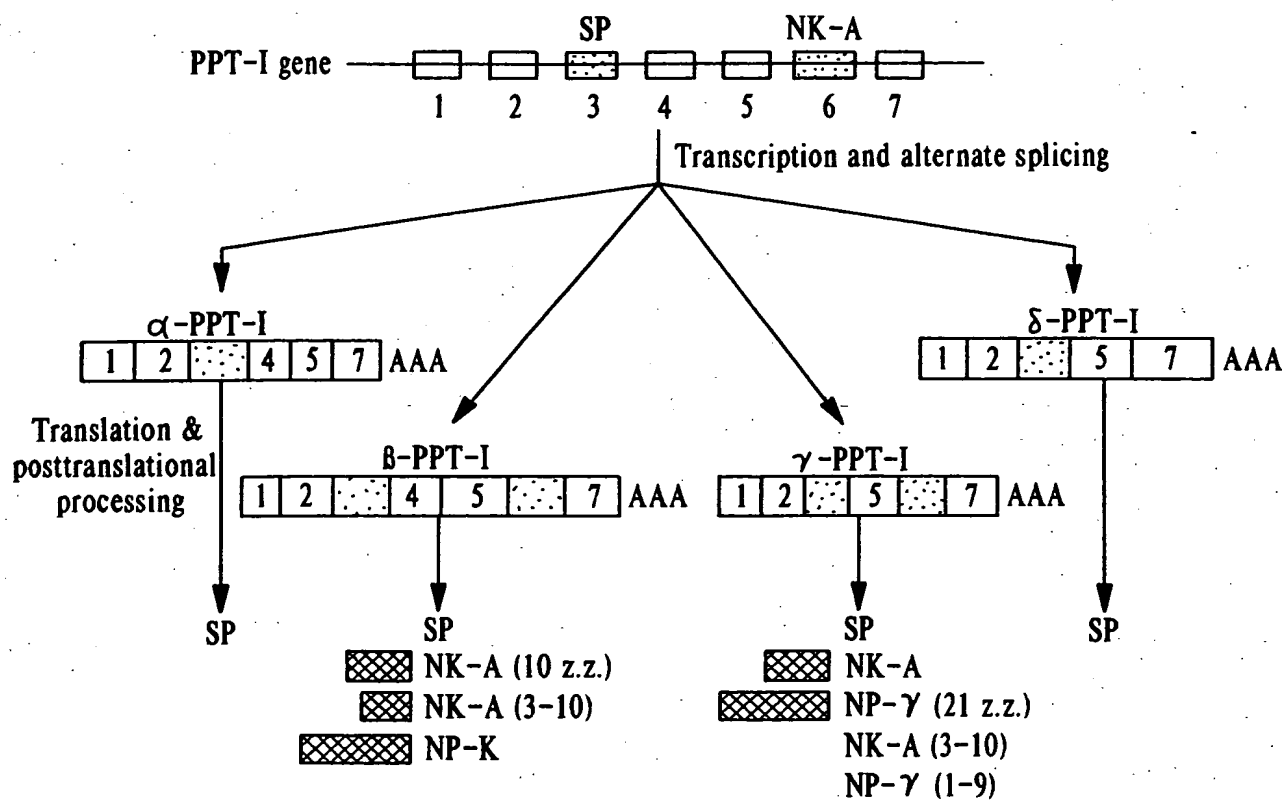 SP NK-A
PPT-I gene
1 2 3 4 5 6 7
Transcription and alternate splicing
α-PPT-I
1 2 4 5 7 AAA
δ-PPT-I
1 2 5 7 AAA
Translation &
posttranslational
processing
β-PPT-I
1 2 4 5 7 AAA
γ-PPT-I
1 2 5 7 AAA
SP
SP
NK-A (10 z.z.)
NK-A (3-10)
NP-K
SP
NK-A
NP-γ (21 z.z.)
NK-A (3-10)
NP-γ (1-9)
SP